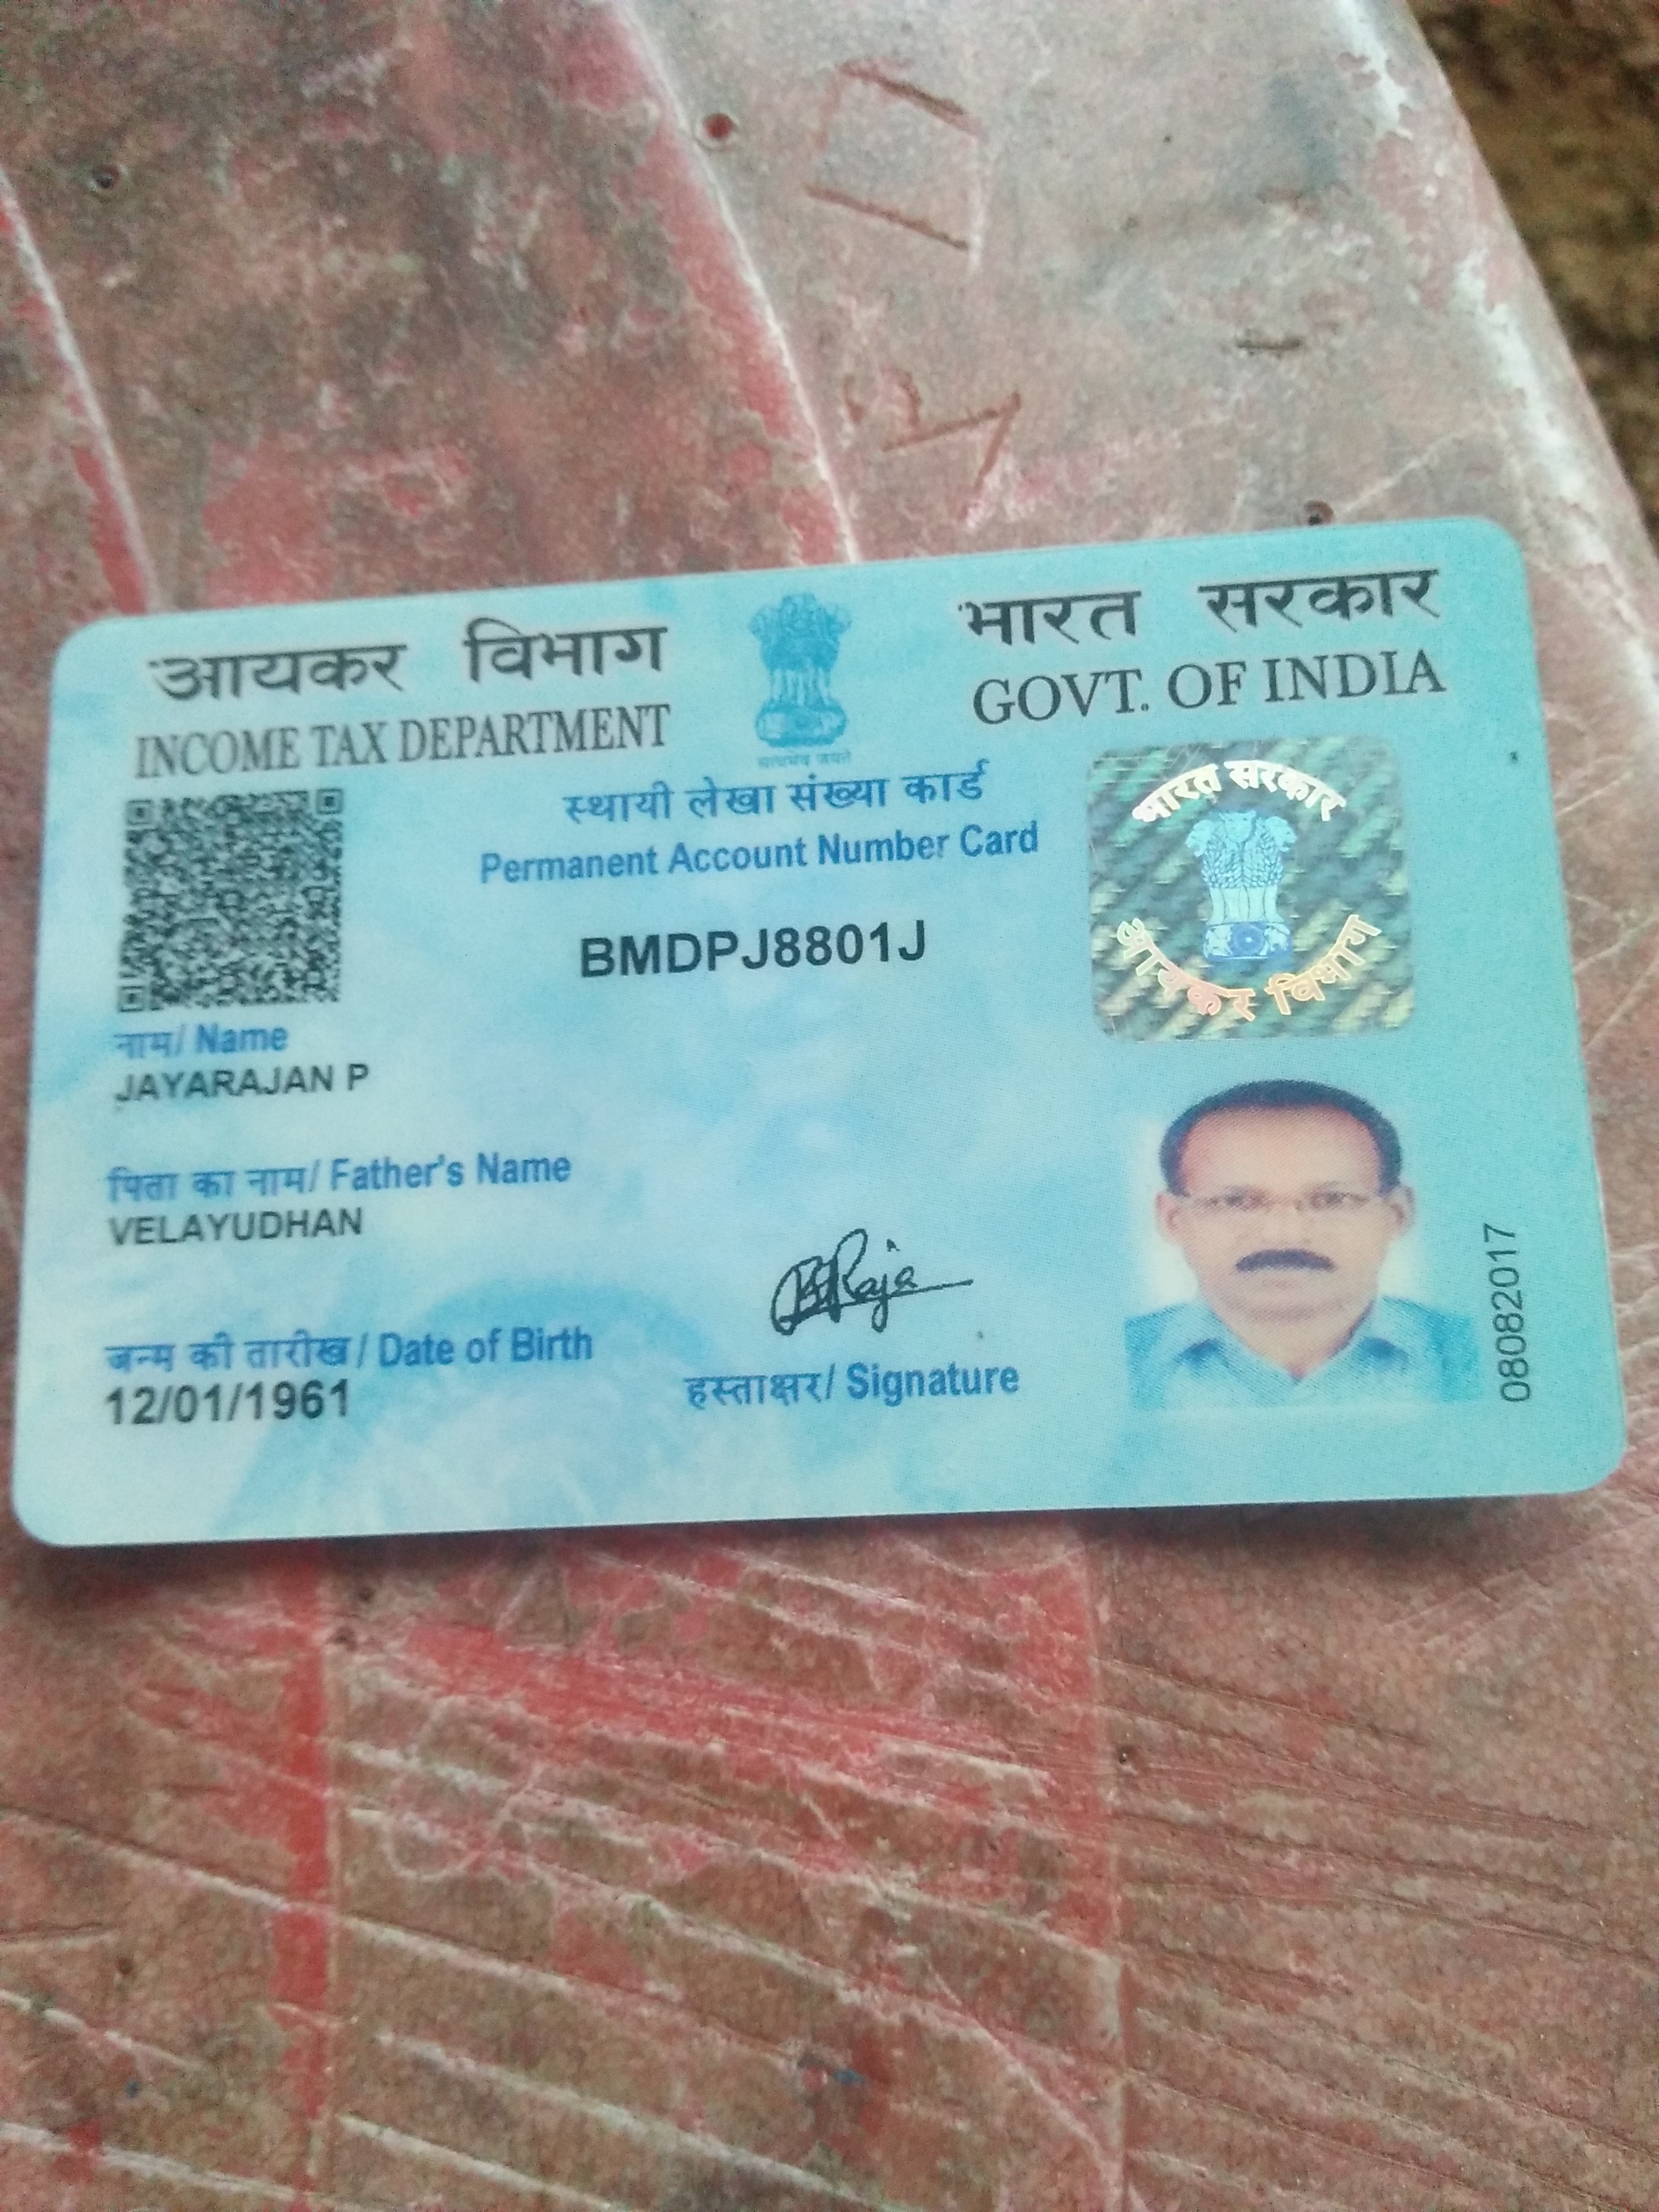 आयकर विभाग
INCOME TAX DEPARTMENT
भारत सरकार
GOVT. OF INDIA
सत्यमेव जयते
स्थायी लेखा संख्या कार्ड
Permanent Account Number Card
BMDPJ8801J
भारत सरकार
आयकर विभाग
नाम/ Name
JAYARAJAN P
पिता का नाम/ Father's Name
VELAYUDHAN
जन्म की तारीख / Date of Birth
12/01/1961
हस्ताक्षर/ Signature
08082017